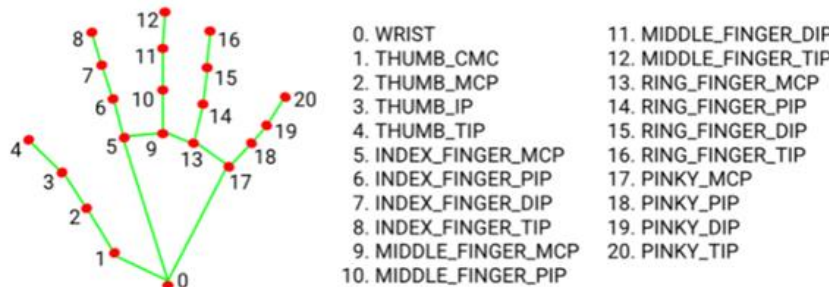 12
8
11
16
7
15
6
10
14
20
4
5
9
13
19
18
3
17
2
1
0
0. WRIST
1. THUMB_CMC
2. THUMB_MCP
3. THUMB_IP
4. THUMB_TIP
5. INDEX_FINGER_MCP
6. INDEX_FINGER_PIP
7. INDEX_FINGER_DIP
8. INDEX_FINGER_TIP
9. MIDDLE_FINGER_MCP
10. MIDDLE_FINGER_PIP
11. MIDDLE_FINGER_DIP
12. MIDDLE_FINGER_TIP
13. RING_FINGER_MCP
14. RING_FINGER_PIP
15. RING_FINGER_DIP
16. RING_FINGER_TIP
17. PINKY_MCP
18. PINKY_PIP
19. PINKY_DIP
20. PINKY_TIP